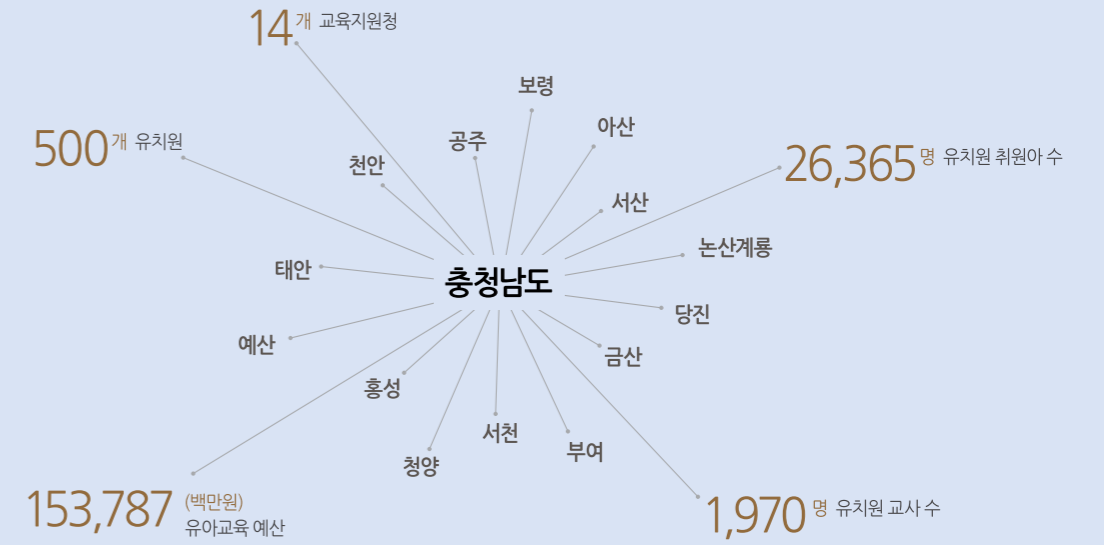 14개 교육지원청
보령
아산
공주
500개 유치원
천안
26,365명 유치원 취원아 수
서산
논산계룡
태안
충청남도
당진
예산
금산
홍성
서천
부여
청양
153,787 (백만원)
유아교육 예산
1,970명 유치원 교사 수